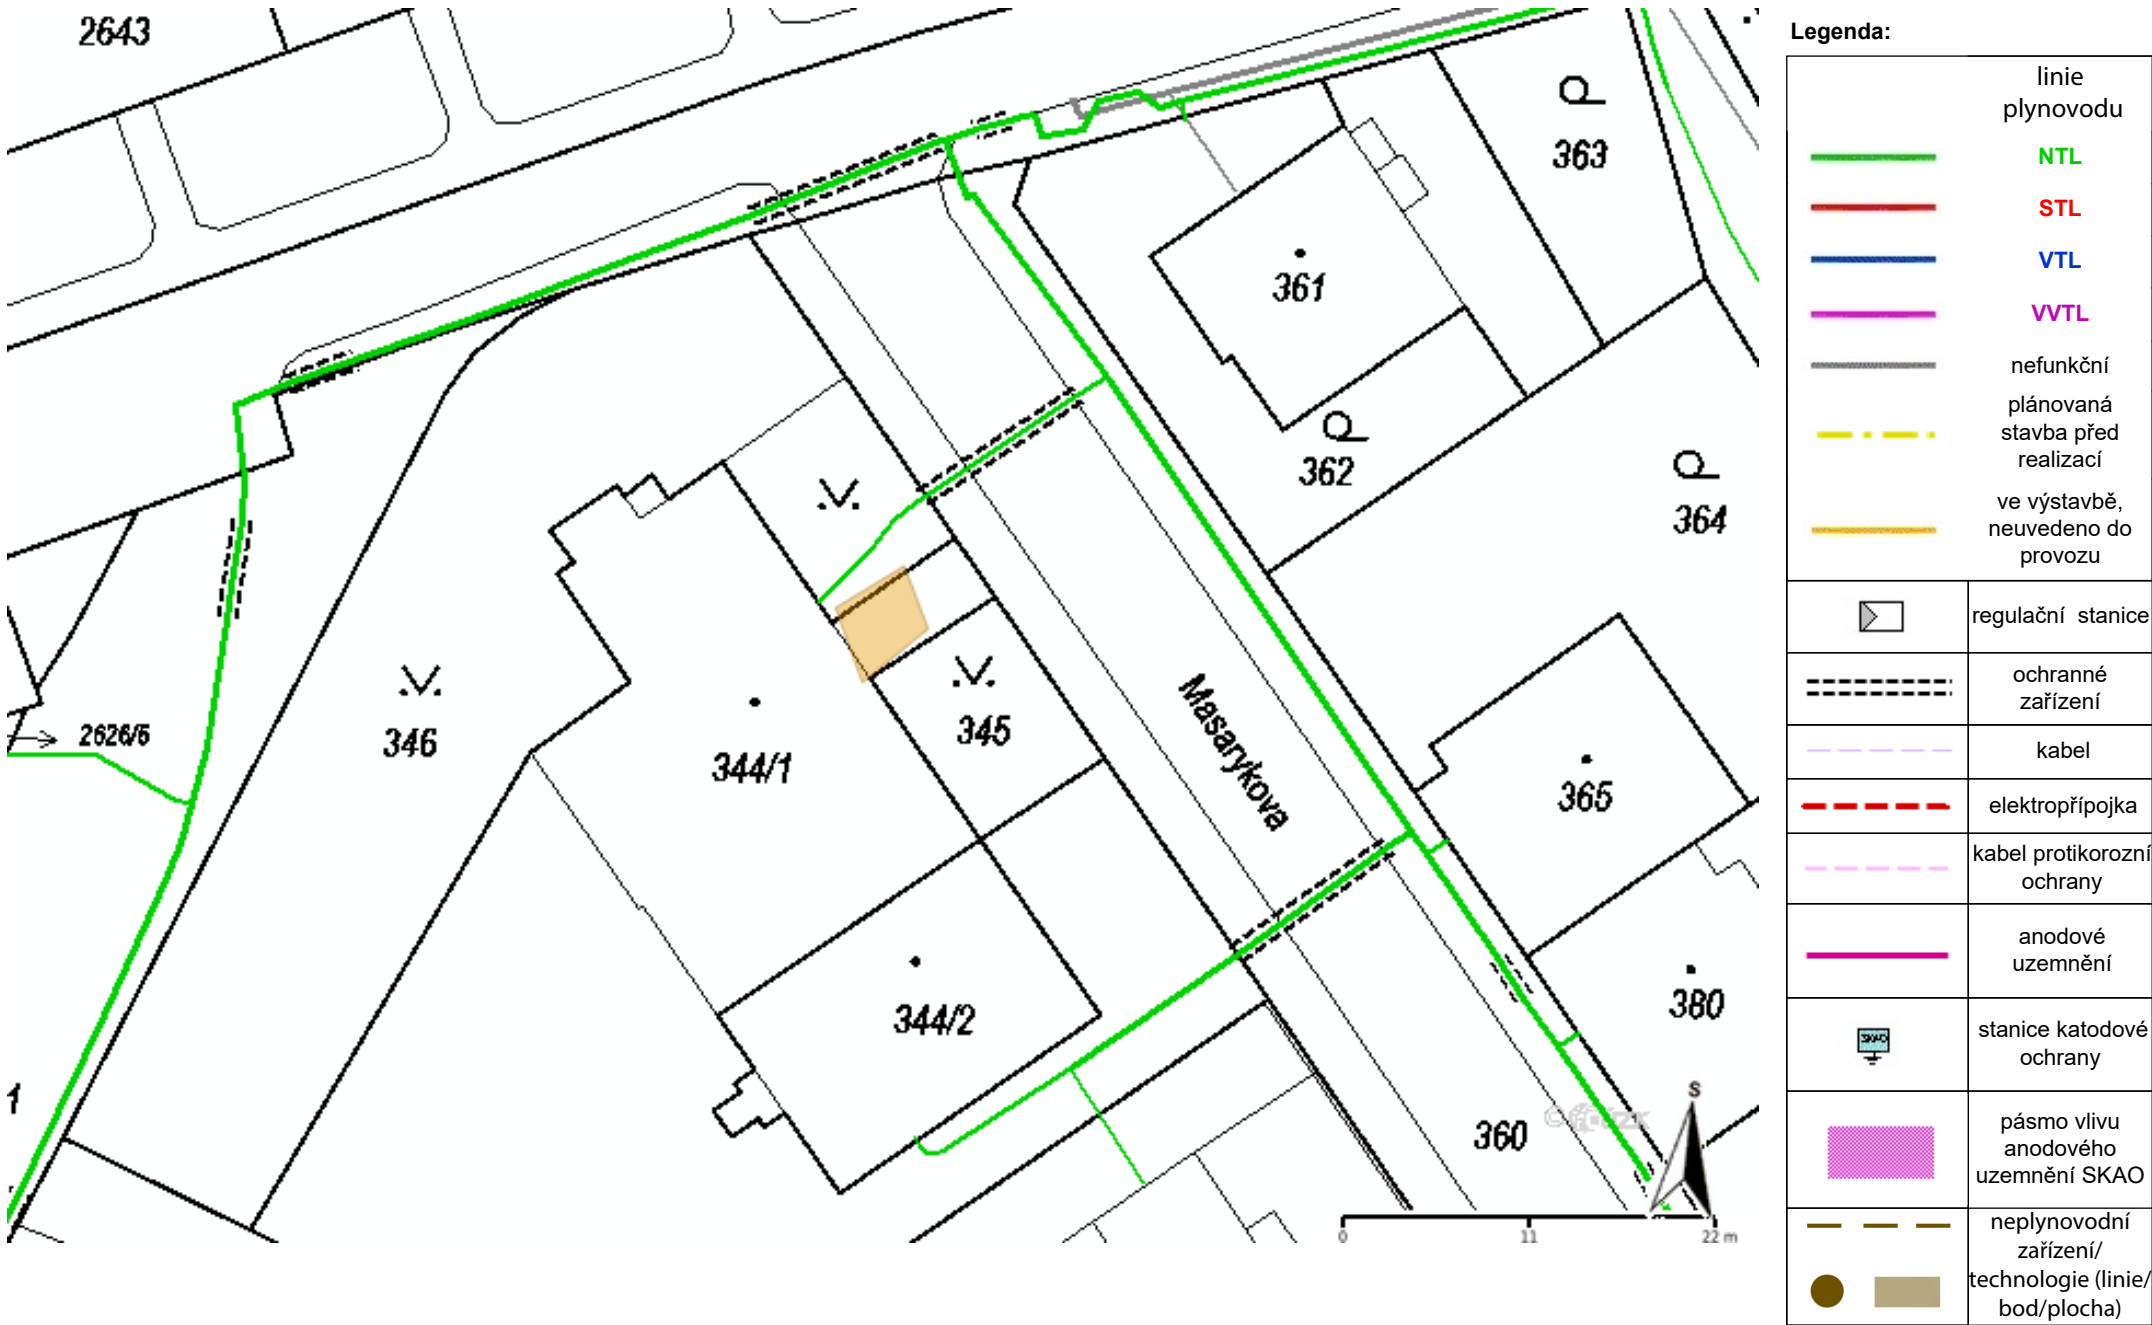 2643
363
361
362
364
2626/6
346
344/1
345
Masarykova
365
344/2
380
1
360
S
0 11 22 m
Legenda:
linie
plynovodu
NTL
STL
VTL
VVTL
nefunkční
plánovaná
stavba před
realizací
ve výstavbě,
neuvedeno do
provozu
regulační stanice
ochranné
zařízení
kabel
elektropřípojka
kabel protikorozní
ochrany
anodové
uzemnění
SKAO
stanice katodové
ochrany
pásmo vlivu
anodového
uzemnění SKAO
neplynovodní
zařízení/
technologie (linie/
bod/plocha)